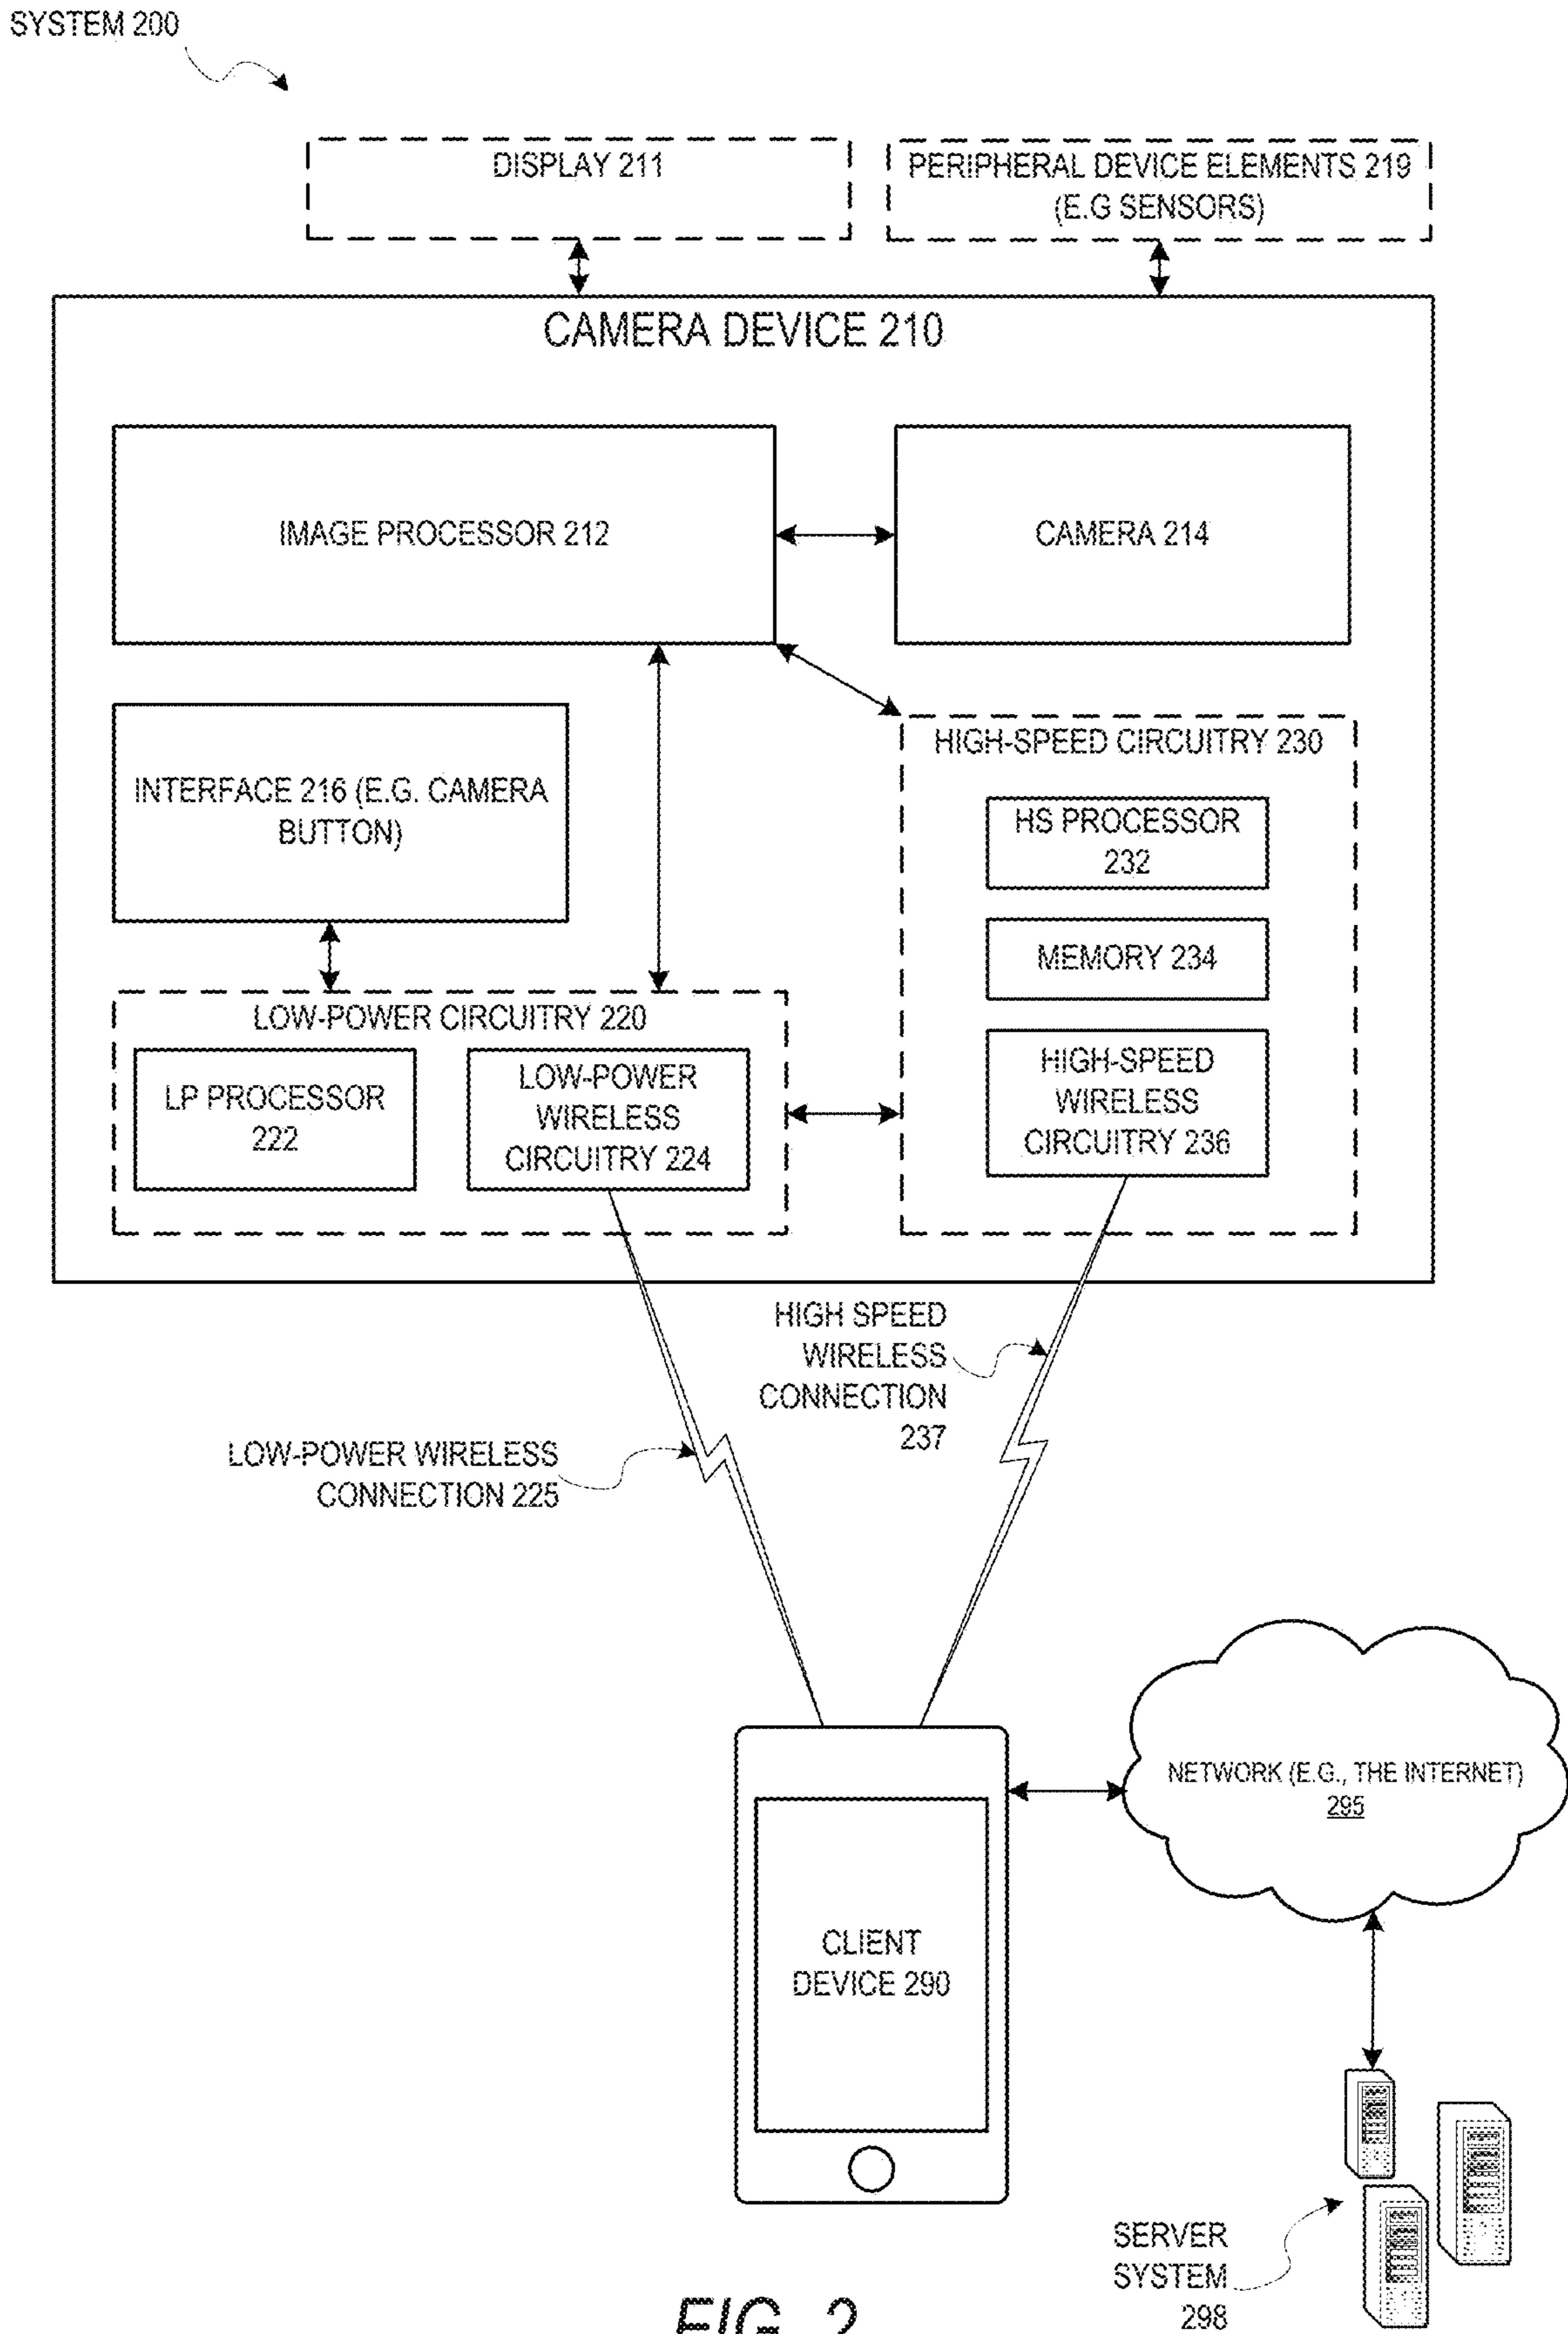 SYSTEM 200
DISPLAY 211
PERIPHERAL DEVICE ELEMENTS 219
(E.G SENSORS)
CAMERA DEVICE 210
IMAGE PROCESSOR 212
CAMERA 214
INTERFACE 216 (E.G. CAMERA
BUTTON)
HIGH-SPEED CIRCUITRY 230
HS PROCESSOR
232
MEMORY 234
HIGH-SPEED
WIRELESS
CIRCUITRY 236
LOW-POWER CIRCUITRY 220
LP PROCESSOR
222
LOW-POWER
WIRELESS
CIRCUITRY 224
HIGH SPEED
WIRELESS
CONNECTION
237
LOW-POWER WIRELESS
CONNECTION 225
NETWORK (E.G., THE INTERNET)
295
CLIENT
DEVICE 290
SERVER
SYSTEM
298
FIG. 2